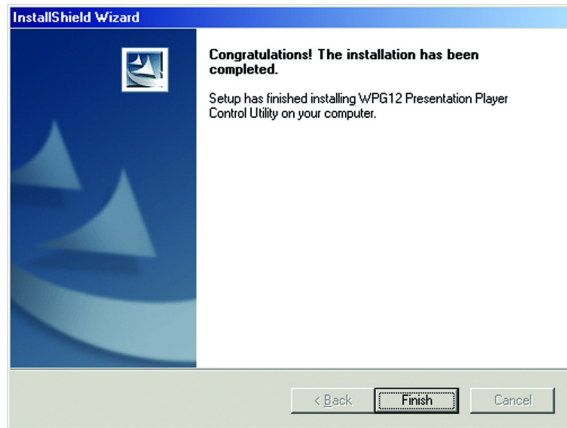 InstallShield Wizard
Congratulations! The installation has been
completed.
Setup has finished installing WPG12 Presentation Player
Control Utility on your computer.
< Back
Finish
Cancel